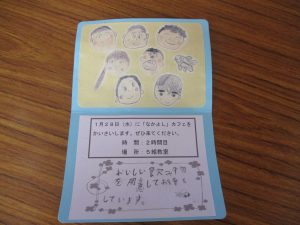 1月28日（水）に「なかよし」カフェを
かいさいします。ぜひ来てください。
時　間：2時間目
場　所：5組教室
おいしい飲み物
を用意してお待ち
しています。